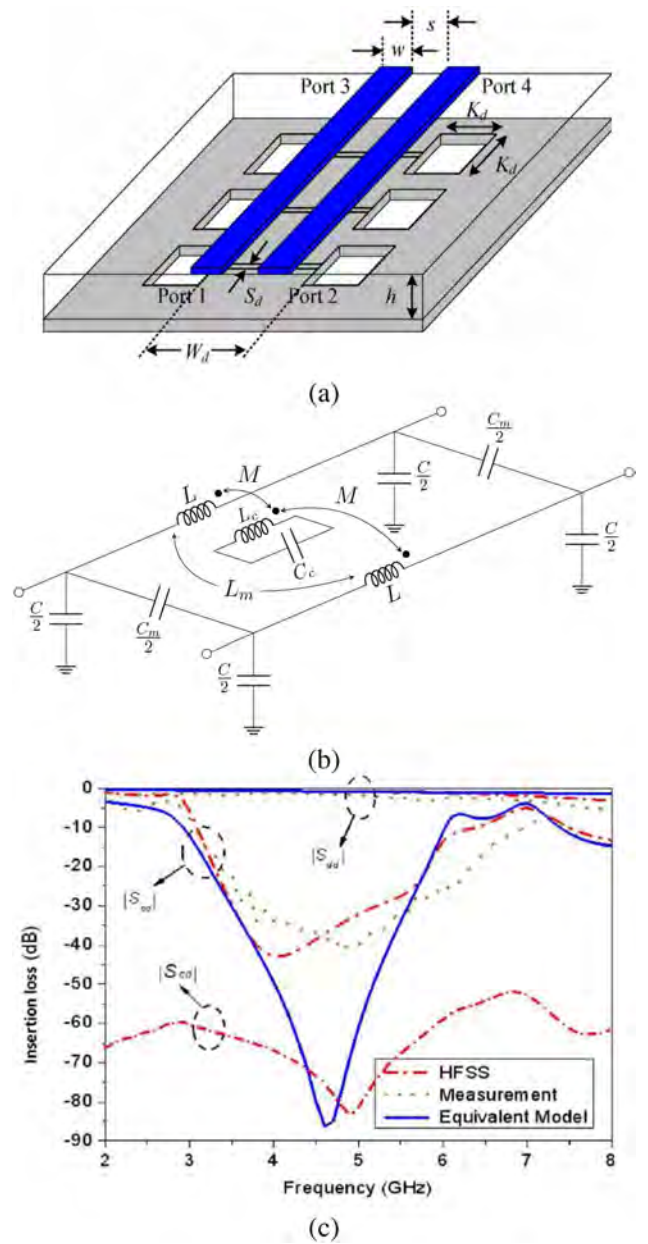 s
w
Port 3
Port 4
K_d
K_d
Port 1
S_d
Port 2
h
W_d
(a)
C_m/2
M
C/2
L
M
L_c
C_c
C/2
L_m
L
C/2
C_m/2
C/2
(b)
0
-10
-20
-30
-40
-50
-60
-70
-80
-90
Insertion loss (dB)
|S_dd|
|S_cc|
|S_cd|
HFSS
Measurement
Equivalent Model
2 3 4 5 6 7 8
Frequency (GHz)
(c)